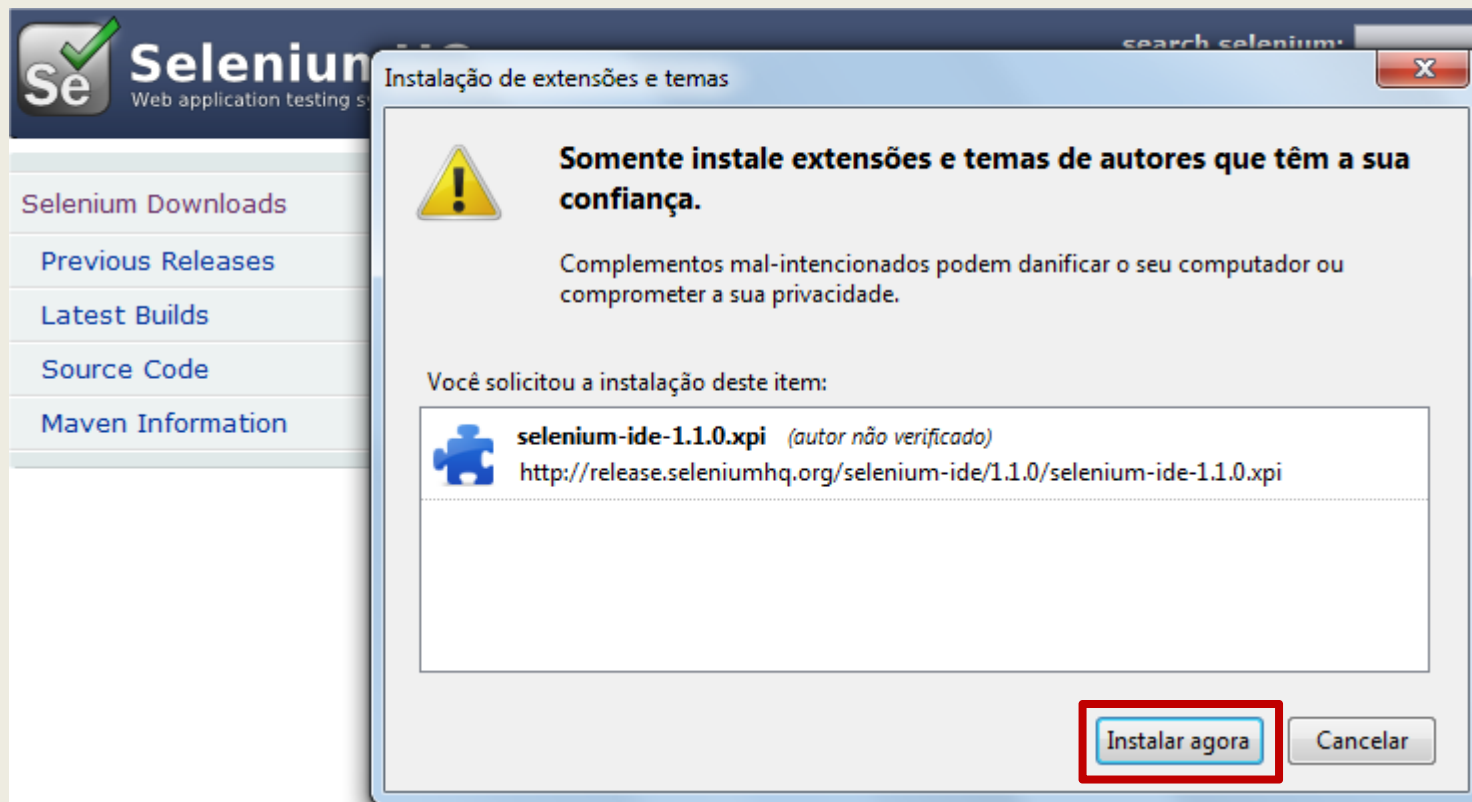 Se
search selenium:
Web application testing
Instalação de extensões e temas
Somente instale extensões e temas de autores que têm a sua
confiança.
Complementos mal-intencionados podem danificar o seu computador ou
comprometer a sua privacidade.
Selenium Downloads
Previous Releases
Latest Builds
Source Code
Maven Information
Você solicitou a instalação deste item:
selenium-ide-1.1.0.xpi (autor não verificado)
http://release.seleniumhq.org/selenium-ide/1.1.0/selenium-ide-1.1.0.xpi
Instalar agora
Cancelar